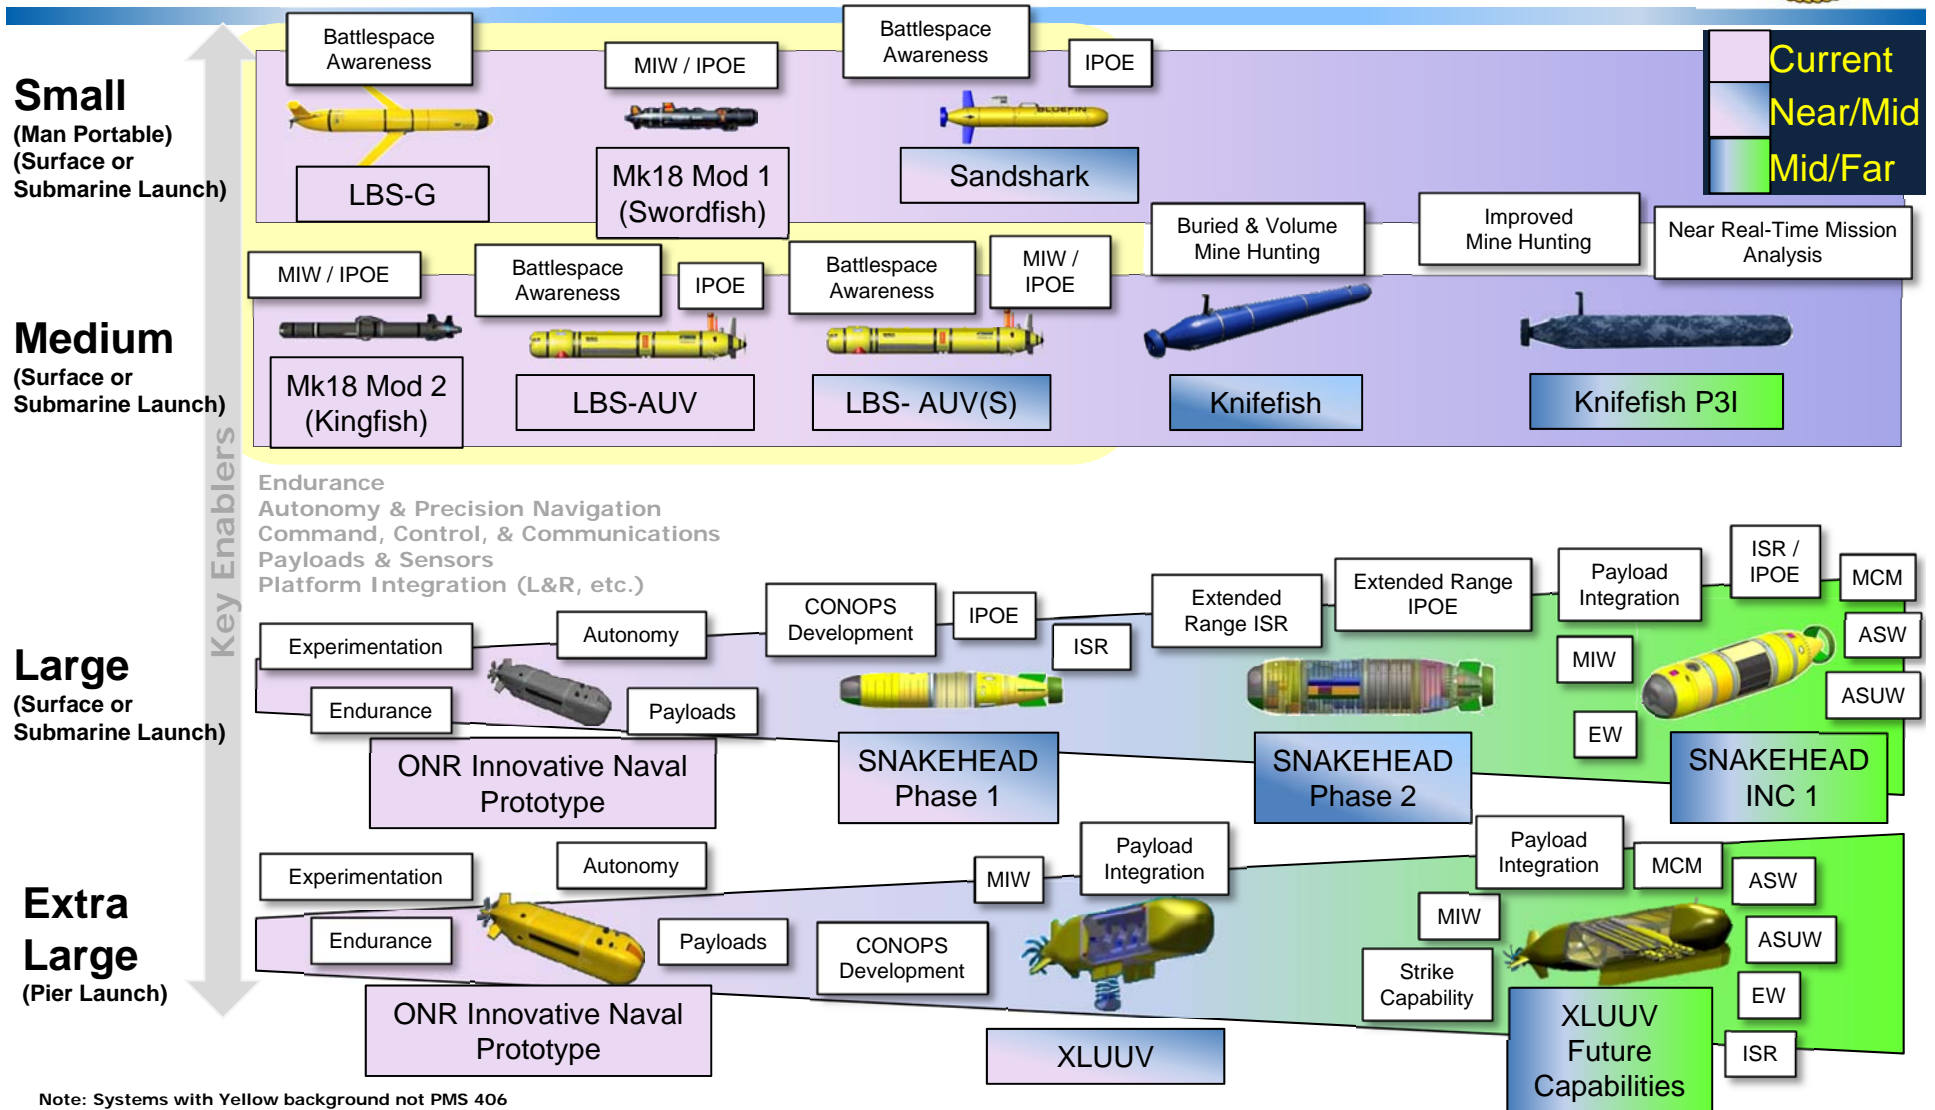 Current
Near/Mid
Mid/Far
Key Enablers
Small
(Man Portable)
(Surface or
Submarine Launch)
Battlespace
Awareness
LBS-G
MIW / IPOE
Mk18 Mod 1
(Swordfish)
Battlespace
Awareness
IPOE
BLUEFIN
Sandshark
Medium
(Surface or
Submarine Launch)
MIW / IPOE
Mk18 Mod 2
(Kingfish)
Battlespace
Awareness
IPOE
LBS-AUV
Battlespace
Awareness
MIW /
IPOE
LBS- AUV(S)
Buried & Volume
Mine Hunting
Knifefish
Improved
Mine Hunting
Near Real-Time Mission
Analysis
Knifefish P3I
Endurance
Autonomy & Precision Navigation
Command, Control, & Communications
Payloads & Sensors
Platform Integration (L&R, etc.)
Large
(Surface or
Submarine Launch)
Experimentation
Autonomy
Endurance
Payloads
ONR Innovative Naval
Prototype
CONOPS
Development
IPOE
ISR
SNAKEHEAD
Phase 1
Extended
Range ISR
Extended Range
IPOE
SNAKEHEAD
Phase 2
Payload
Integration
ISR /
IPOE
MCM
MIW
ASW
ASUW
EW
SNAKEHEAD
INC 1
Extra
Large
(Pier Launch)
Experimentation
Autonomy
Endurance
Payloads
ONR Innovative Naval
Prototype
MIW
Payload
Integration
CONOPS
Development
XLUUV
Payload
Integration
MCM
ASW
MIW
ASUW
Strike
Capability
EW
ISR
XLUUV
Future
Capabilities
Note: Systems with Yellow background not PMS 406